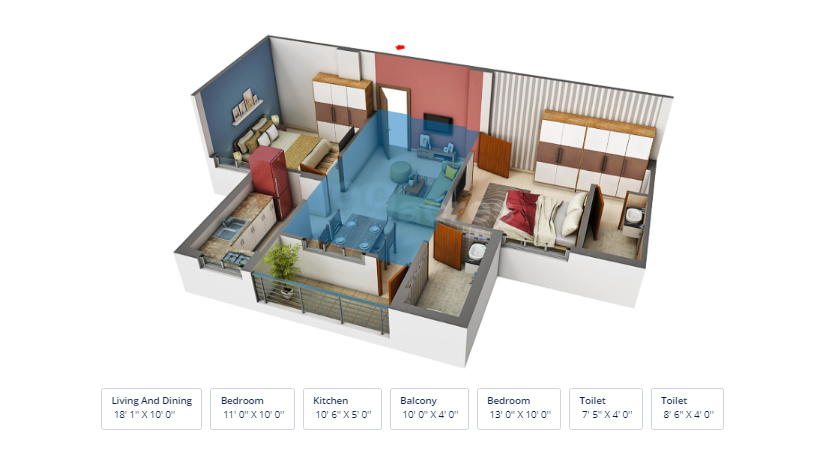 Living And Dining
18' 1" X 10' 0"
Bedroom
11' 0" X 10' 0"
Kitchen
10' 6" X 5' 0"
Balcony
10' 0" X 4' 0"
Bedroom
13' 0" X 10' 0"
Toilet
7' 5" X 4' 0"
Toilet
8' 6" X 4' 0"